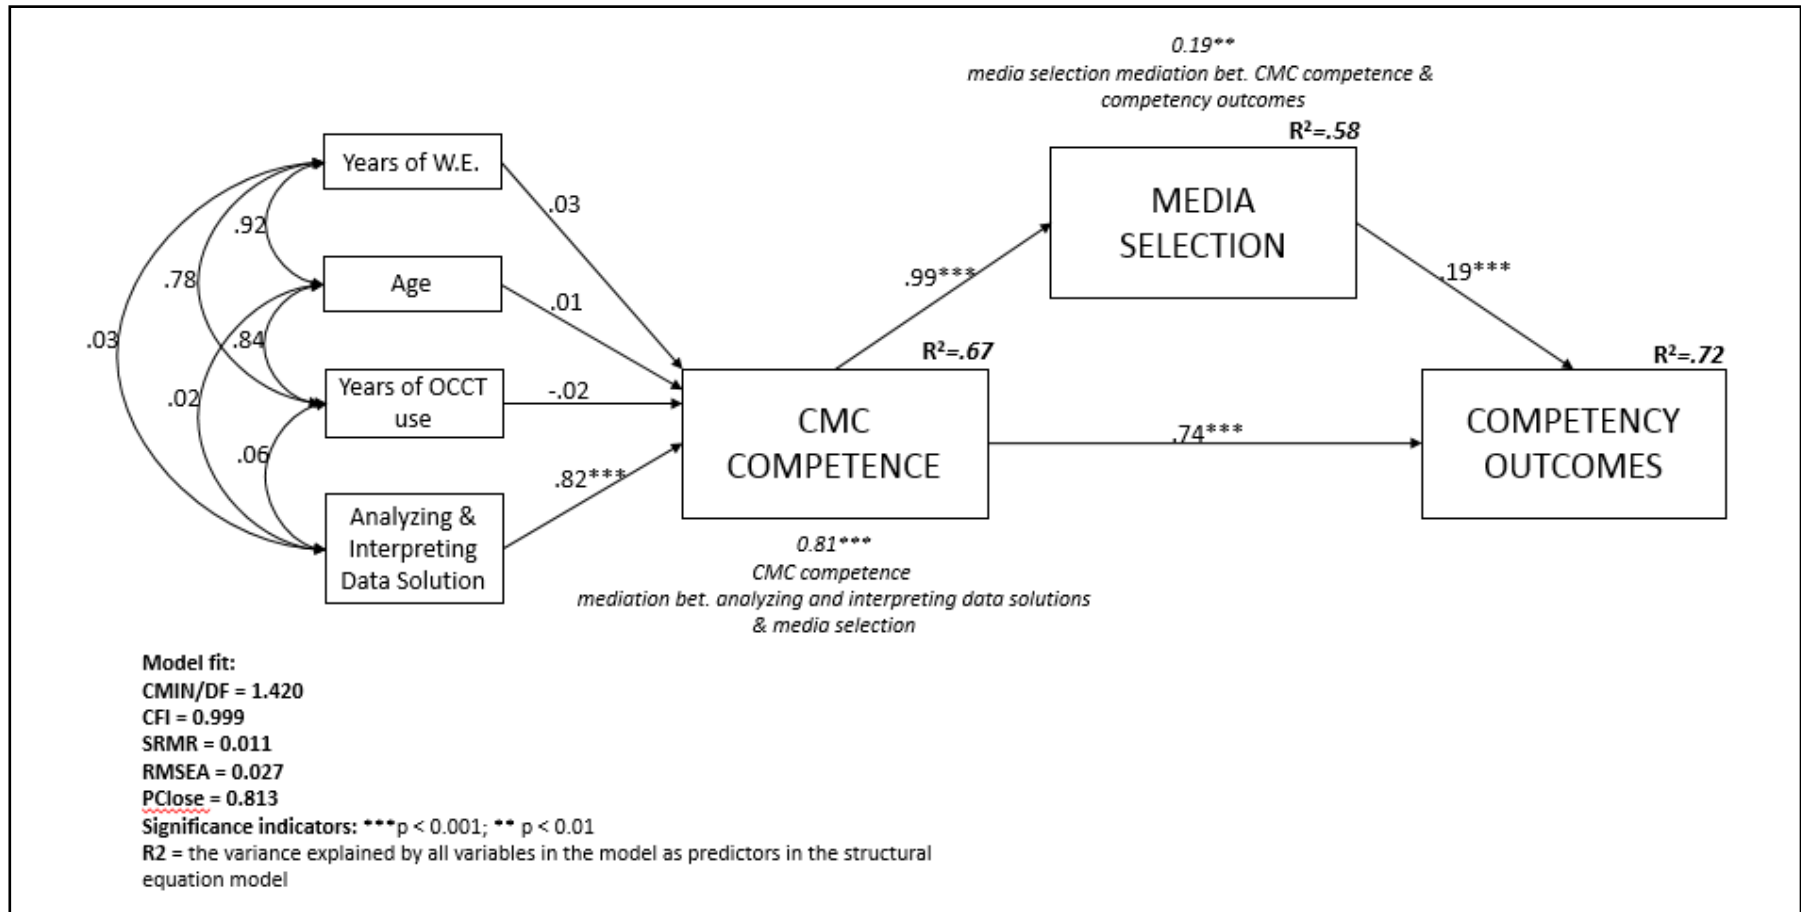 0.19**
media selection mediation bet. CMC competence &
competency outcomes
R²=.58
Years of W.E.
MEDIA
SELECTION
.03
.92
.78
Age
.99***
.19***
.01
.03
.84
R²=.67
R²=.72
Years of OCCT
use
-.02
.02
CMC
COMPETENCE
.74***
COMPETENCY
OUTCOMES
.06
.82***
Analyzing &
Interpreting
Data Solution
0.81***
CMC competence
mediation bet. analyzing and interpreting data solutions
& media selection
Model fit:
CMIN/DF = 1.420
CFI = 0.999
SRMR = 0.011
RMSEA = 0.027
PClose = 0.813
Significance indicators: ***p < 0.001; ** p < 0.01
R2 = the variance explained by all variables in the model as predictors in the structural
equation model